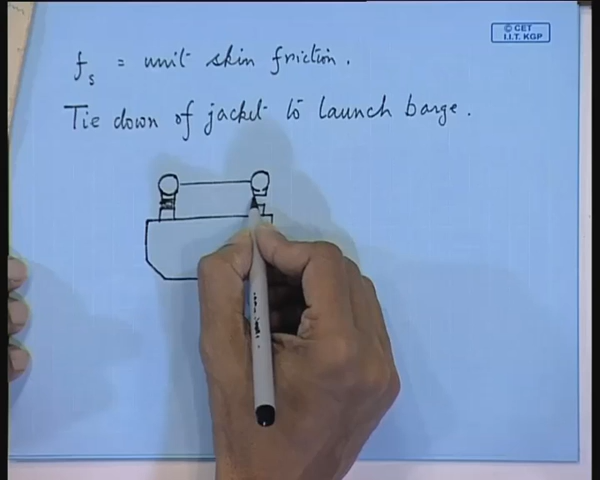 © CET
I.I.T. KGP
fs = unit skin friction.
Tie down of jacket to launch barge.